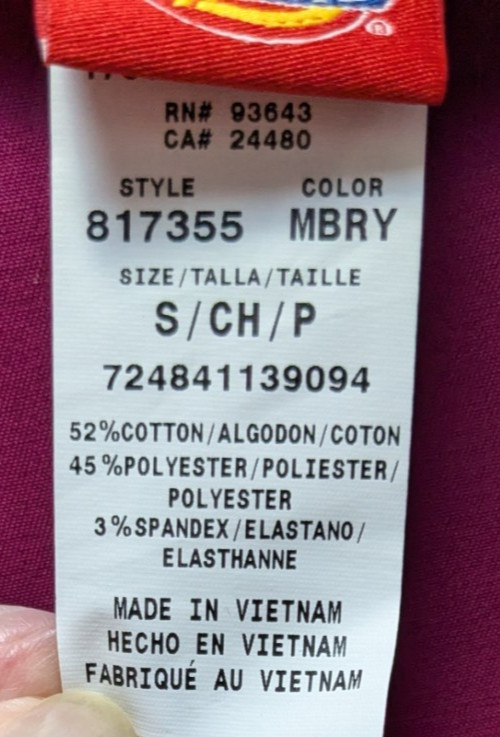 RN# 93643
CA# 24480
STYLE COLOR
817355 MBRY
SIZE/TALLA/TAILLE
S/CH/P
724841139094
52%COTTON/ALGODON/COTON
45%POLYESTER/POLIESTER/
POLYESTER
3%SPANDEX/ELASTANO/
ELASTHANNE
MADE IN VIETNAM
HECHO EN VIETNAM
FABRIQUÉ AU VIETNAM